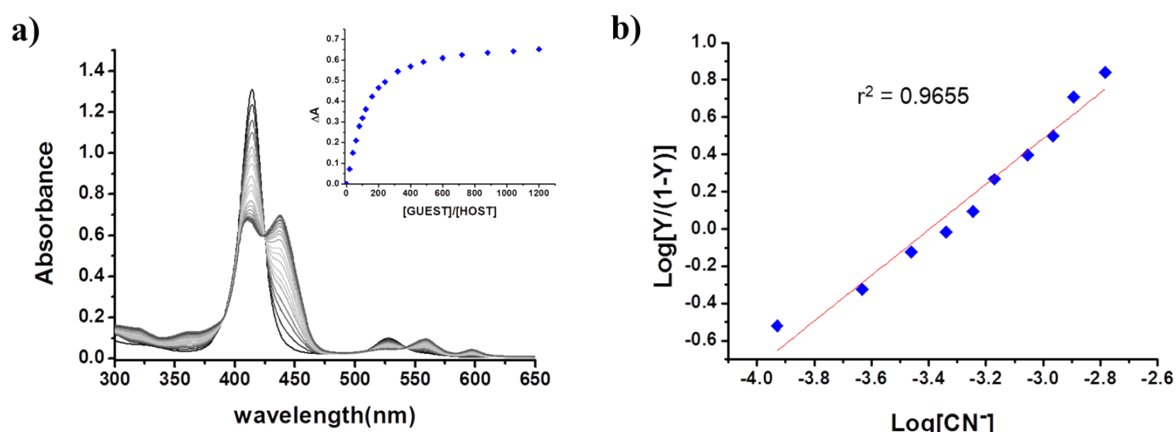 a)
Absorbance
1.4
1.2
1.0
0.8
0.6
0.4
0.2
0.0
300 350 400 450 500 550 600 650
wavelength(nm)
ΔA
0.7
0.6
0.5
0.4
0.3
0.2
0.1
0.0
0 200 400 600 800 1000 1200
[GUEST]/[HOST]
b)
Log[Y/(1-Y)]
1.0
0.8
0.6
0.4
0.2
0.0
-0.2
-0.4
-0.6
r² = 0.9655
-4.0 -3.8 -3.6 -3.4 -3.2 -3.0 -2.8 -2.6
Log[CN⁻]